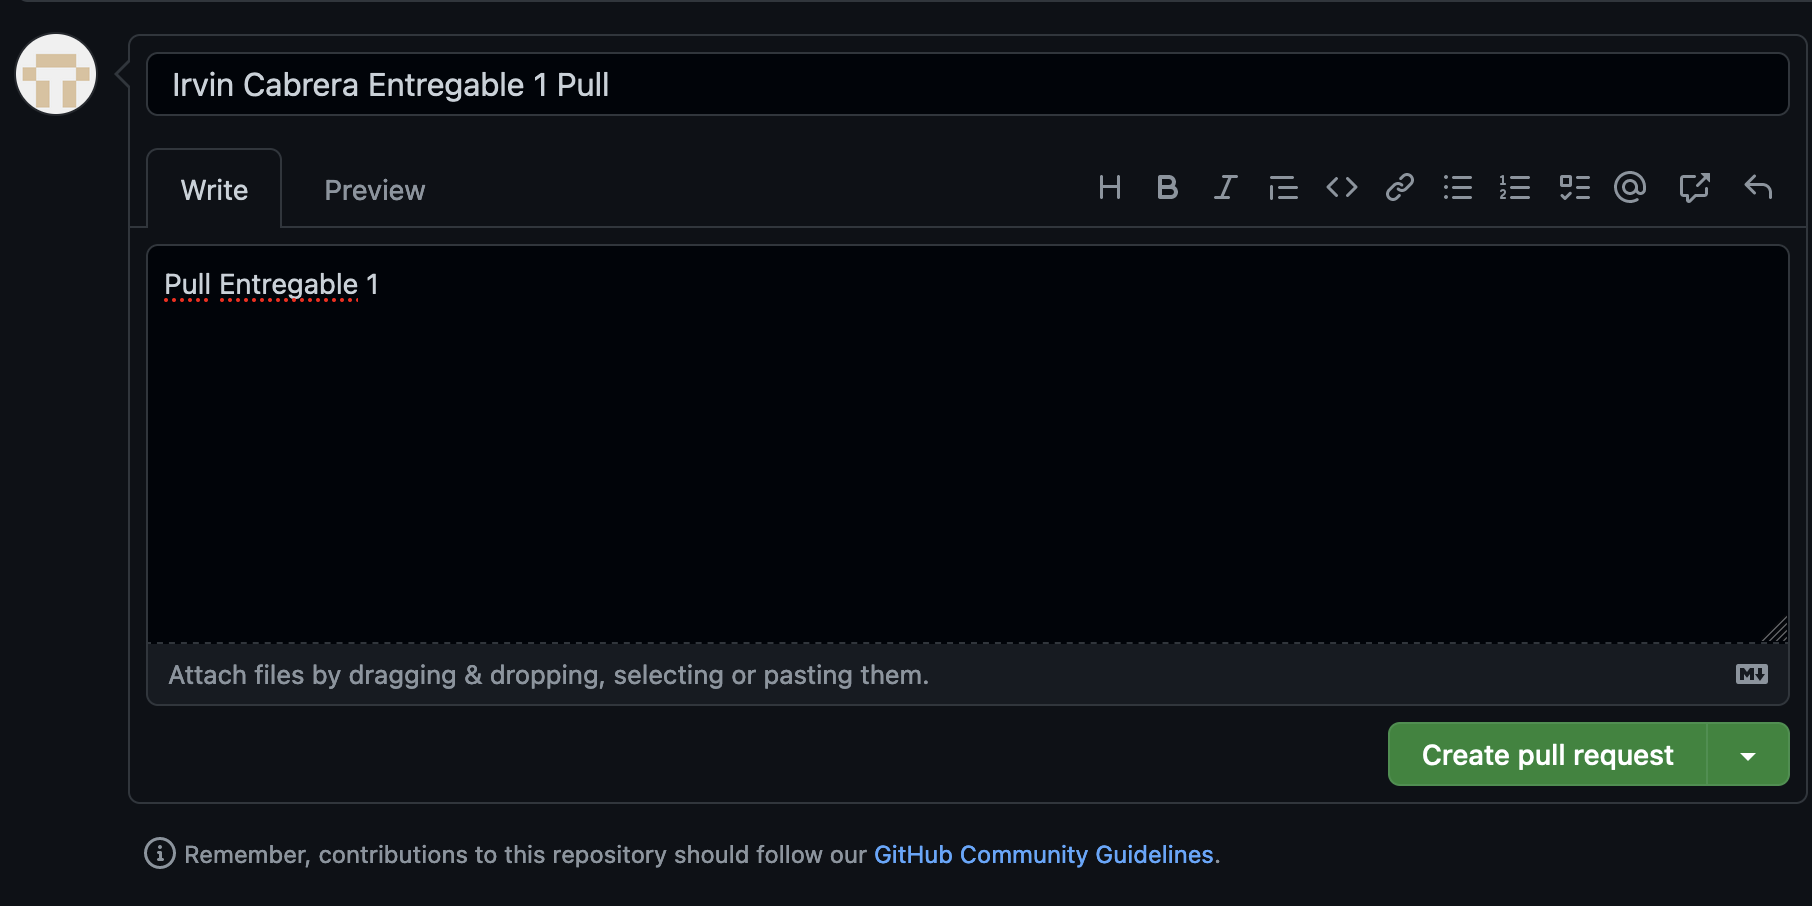 Irvin Cabrera Entregable 1 Pull
Write
Preview
Pull Entregable 1
Attach files by dragging & dropping, selecting or pasting them.
Create pull request
Remember, contributions to this repository should follow our GitHub Community Guidelines.